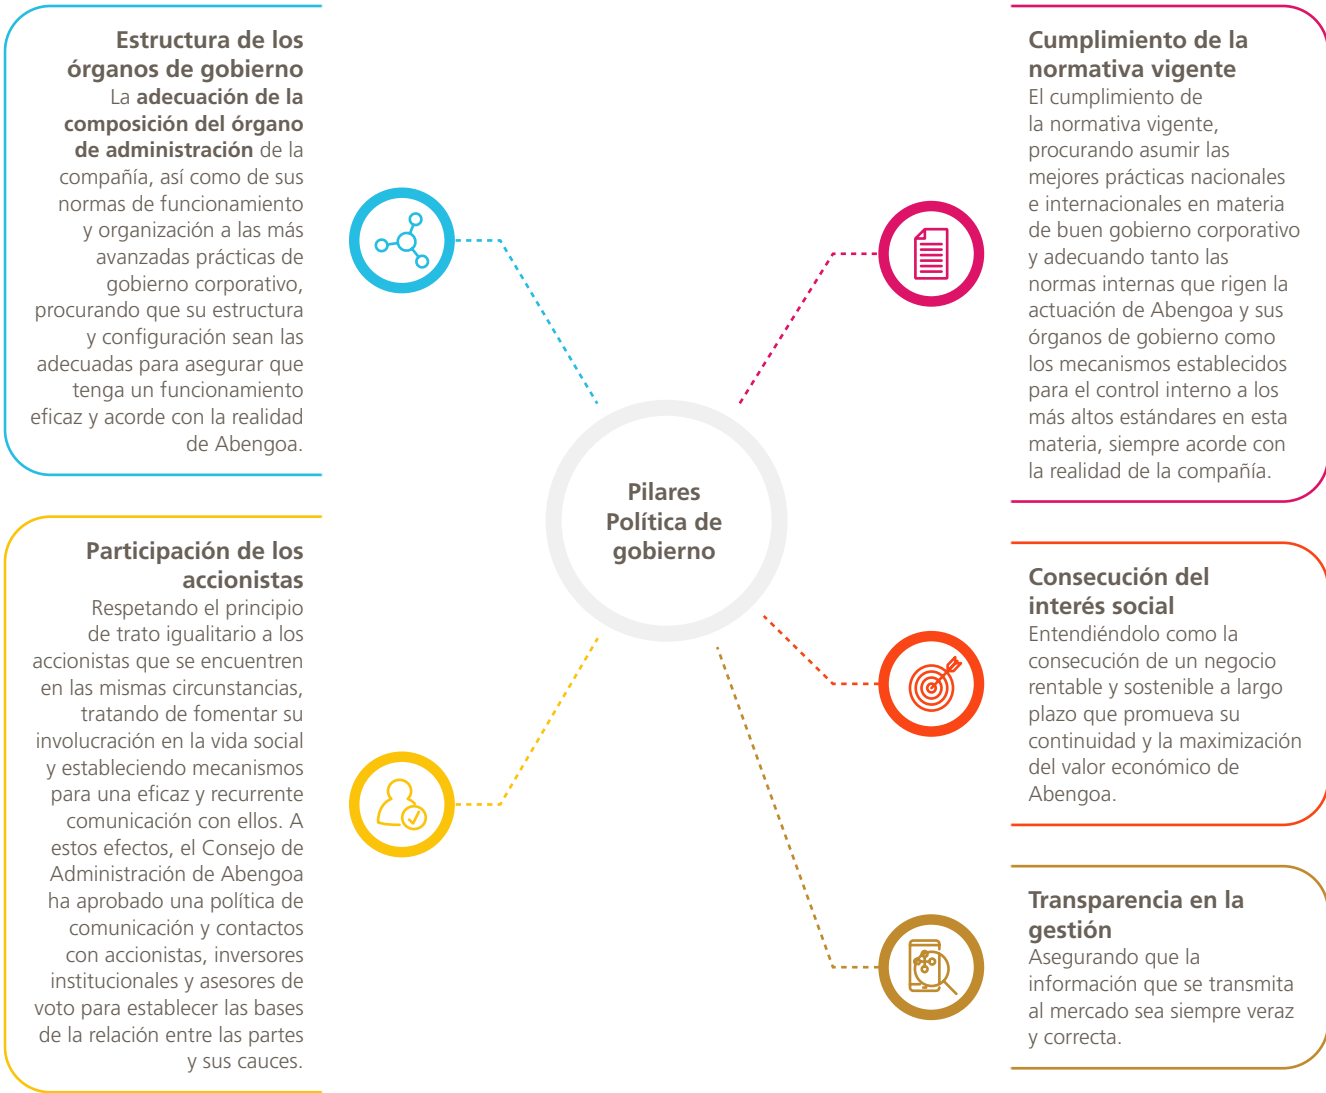 Estructura de los
órganos de gobierno
La adecuación de la
composición del órgano
de administración de la
compañía, así como de sus
normas de funcionamiento
y organización a las más
avanzadas prácticas de
gobierno corporativo,
procurando que su estructura
y configuración sean las
adecuadas para asegurar que
tenga un funcionamiento
eficaz y acorde con la realidad
de Abengoa.
Participación de los
accionistas
Respetando el principio
de trato igualitario a los
accionistas que se encuentren
en las mismas circunstancias,
tratando de fomentar su
involucración en la vida social
y estableciendo mecanismos
para una eficaz y recurrente
comunicación con ellos. A
estos efectos, el Consejo de
Administración de Abengoa
ha aprobado una política de
comunicación y contactos
con accionistas, inversores
institucionales y asesores de
voto para establecer las bases
de la relación entre las partes
y sus cauces.
Pilares
Política de
gobierno
Cumplimiento de la
normativa vigente
El cumplimiento de
la normativa vigente,
procurando asumir las
mejores prácticas nacionales
e internacionales en materia
de buen gobierno corporativo
y adecuando tanto las
normas internas que rigen la
actuación de Abengoa y sus
órganos de gobierno como
los mecanismos establecidos
para el control interno a los
más altos estándares en esta
materia, siempre acorde con
la realidad de la compañía.
Consecución del
interés social
Entendiéndolo como la
consecución de un negocio
rentable y sostenible a largo
plazo que promueva su
continuidad y la maximización
del valor económico de
Abengoa.
Transparencia en la
gestión
Asegurando que la
información que se transmita
al mercado sea siempre veraz
y correcta.